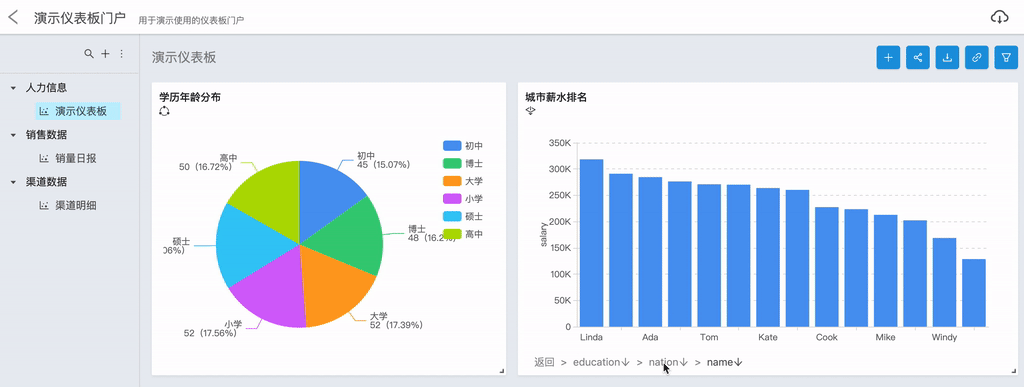 演示仪表板门户 用于演示使用的仪表板门户
人力信息
演示仪表板
销售数据
销量日报
渠道数据
渠道明细
演示仪表板
学历年龄分布
高中
50 (16.72%)
初中
45 (15.07%)
博士
48 (16.2%
大学
52 (17.39%)
小学
52 (17.56%)
硕士
06%)
初中
博士
大学
小学
硕士
高中
城市薪水排名
salary
350K
300K
250K
200K
150K
100K
50K
0
Linda Ada Tom Kate Cook Mike Windy
返回 > education↓ > nation↓ > name↓